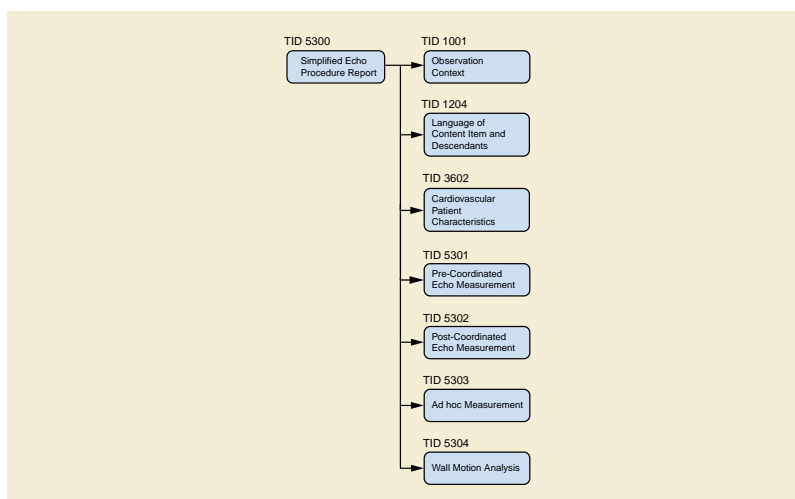 TID 5300
Simplified Echo
Procedure Report
TID 1001
Observation
Context
TID 1204
Language of
Content Item and
Descendants
TID 3602
Cardiovascular
Patient
Characteristics
TID 5301
Pre-Coordinated
Echo Measurement
TID 5302
Post-Coordinated
Echo Measurement
TID 5303
Ad hoc Measurement
TID 5304
Wall Motion Analysis